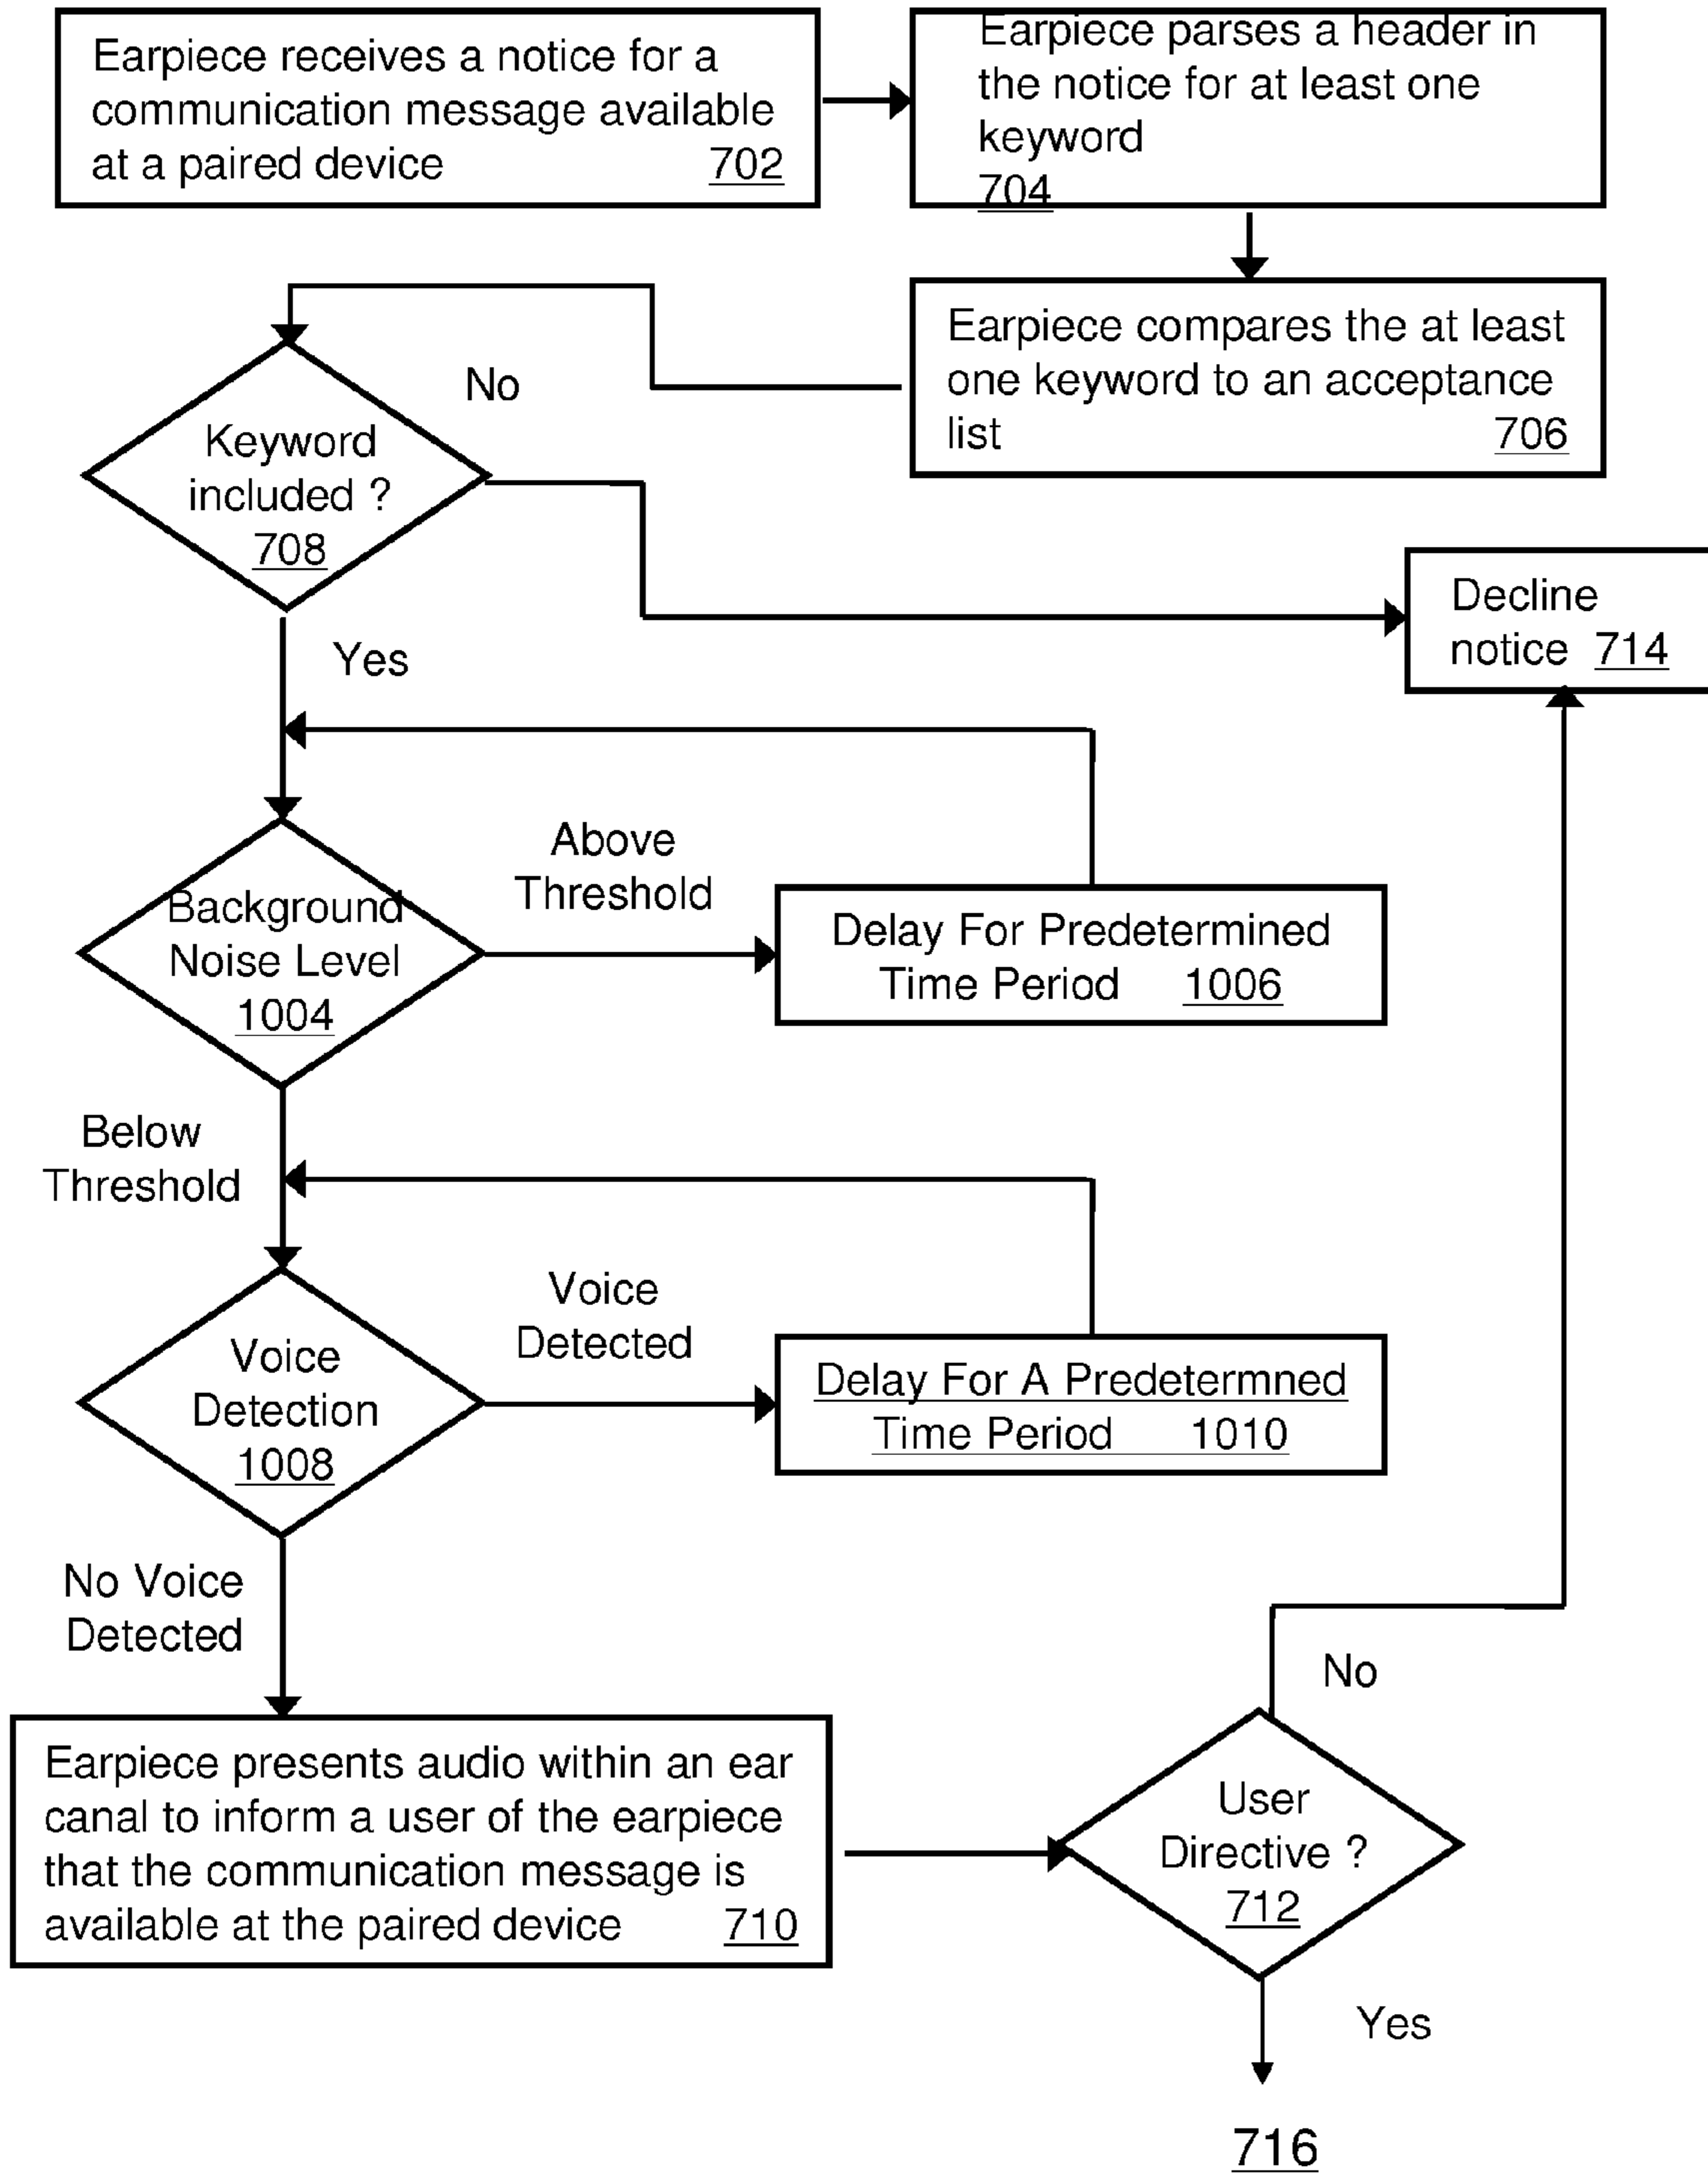 Earpiece receives a notice for a
communication message available
at a paired device 702
Earpiece parses a header in
the notice for at least one
keyword
704
Earpiece compares the at least
one keyword to an acceptance
list 706
No
Keyword
included ?
708
Decline
notice 714
Yes
Above
Threshold
Background
Noise Level
1004
Delay For Predetermined
Time Period 1006
Below
Threshold
Voice
Detected
Voice
Detection
1008
Delay For A Predetermned
Time Period 1010
No Voice
Detected
No
Earpiece presents audio within an ear
canal to inform a user of the earpiece
that the communication message is
available at the paired device 710
User
Directive ?
712
Yes
716